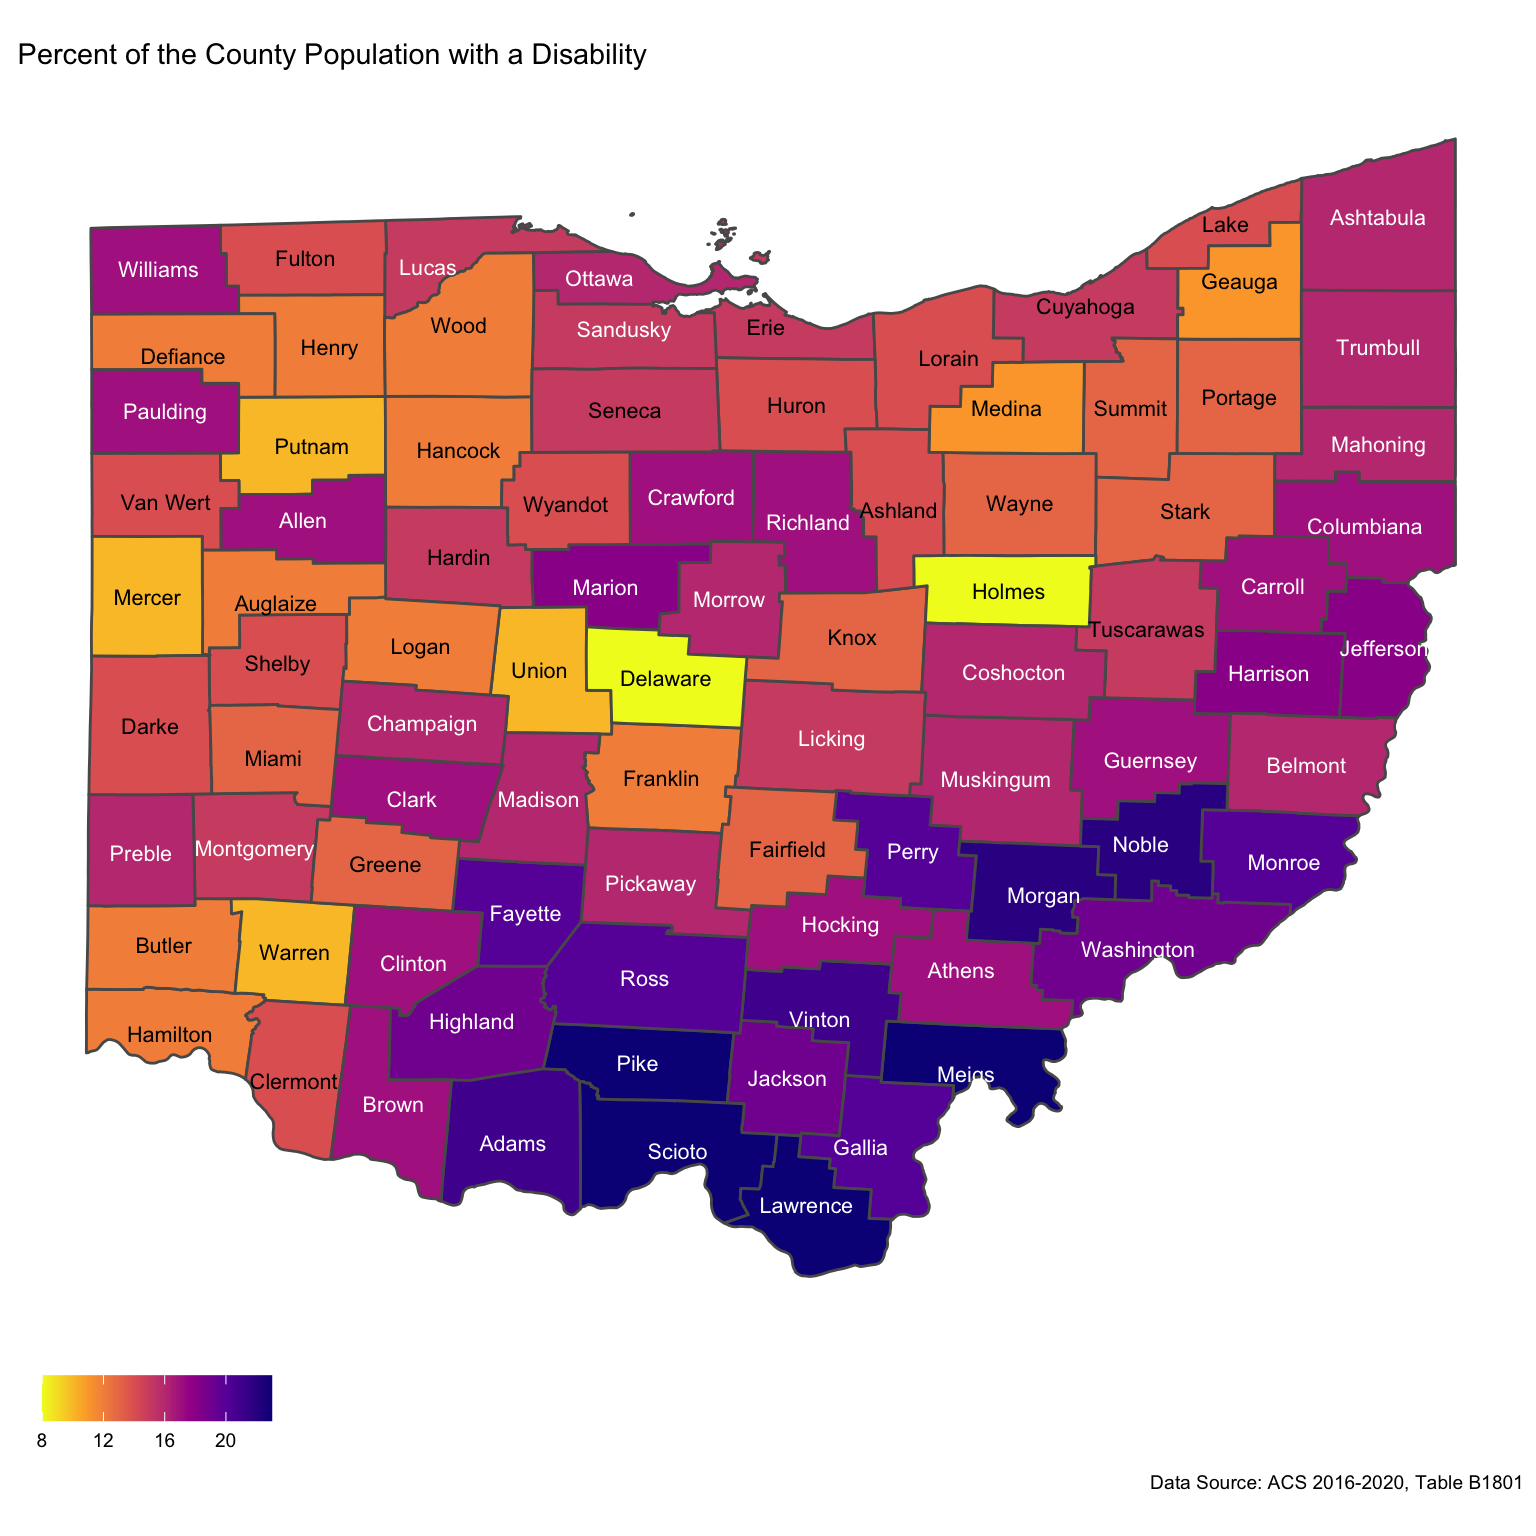 Percent of the County Population with a Disability
Ashtabula
Lake
Williams
Fulton
Lucas
Ottawa
Geauga
Cuyahoga
Wood
Sandusky
Erie
Henry
Defiance
Trumbull
Lorain
Paulding
Seneca
Huron
Medina
Summit
Portage
Putnam
Hancock
Mahoning
Van Wert
Allen
Wyandot
Crawford
Richland
Ashland
Wayne
Stark
Columbiana
Hardin
Mercer
Auglaize
Marion
Morrow
Holmes
Carroll
Logan
Knox
Tuscarawas
Jefferson
Shelby
Union
Delaware
Coshocton
Harrison
Darke
Champaign
Licking
Miami
Franklin
Muskingum
Guernsey
Belmont
Clark
Madison
Preble
Montgomery
Greene
Fairfield
Perry
Noble
Monroe
Pickaway
Morgan
Fayette
Hocking
Butler
Warren
Clinton
Athens
Washington
Ross
Hamilton
Highland
Vinton
Clermont
Pike
Jackson
Meigs
Brown
Adams
Scioto
Gallia
Lawrence
8 12 16 20
Data Source: ACS 2016-2020, Table B1801